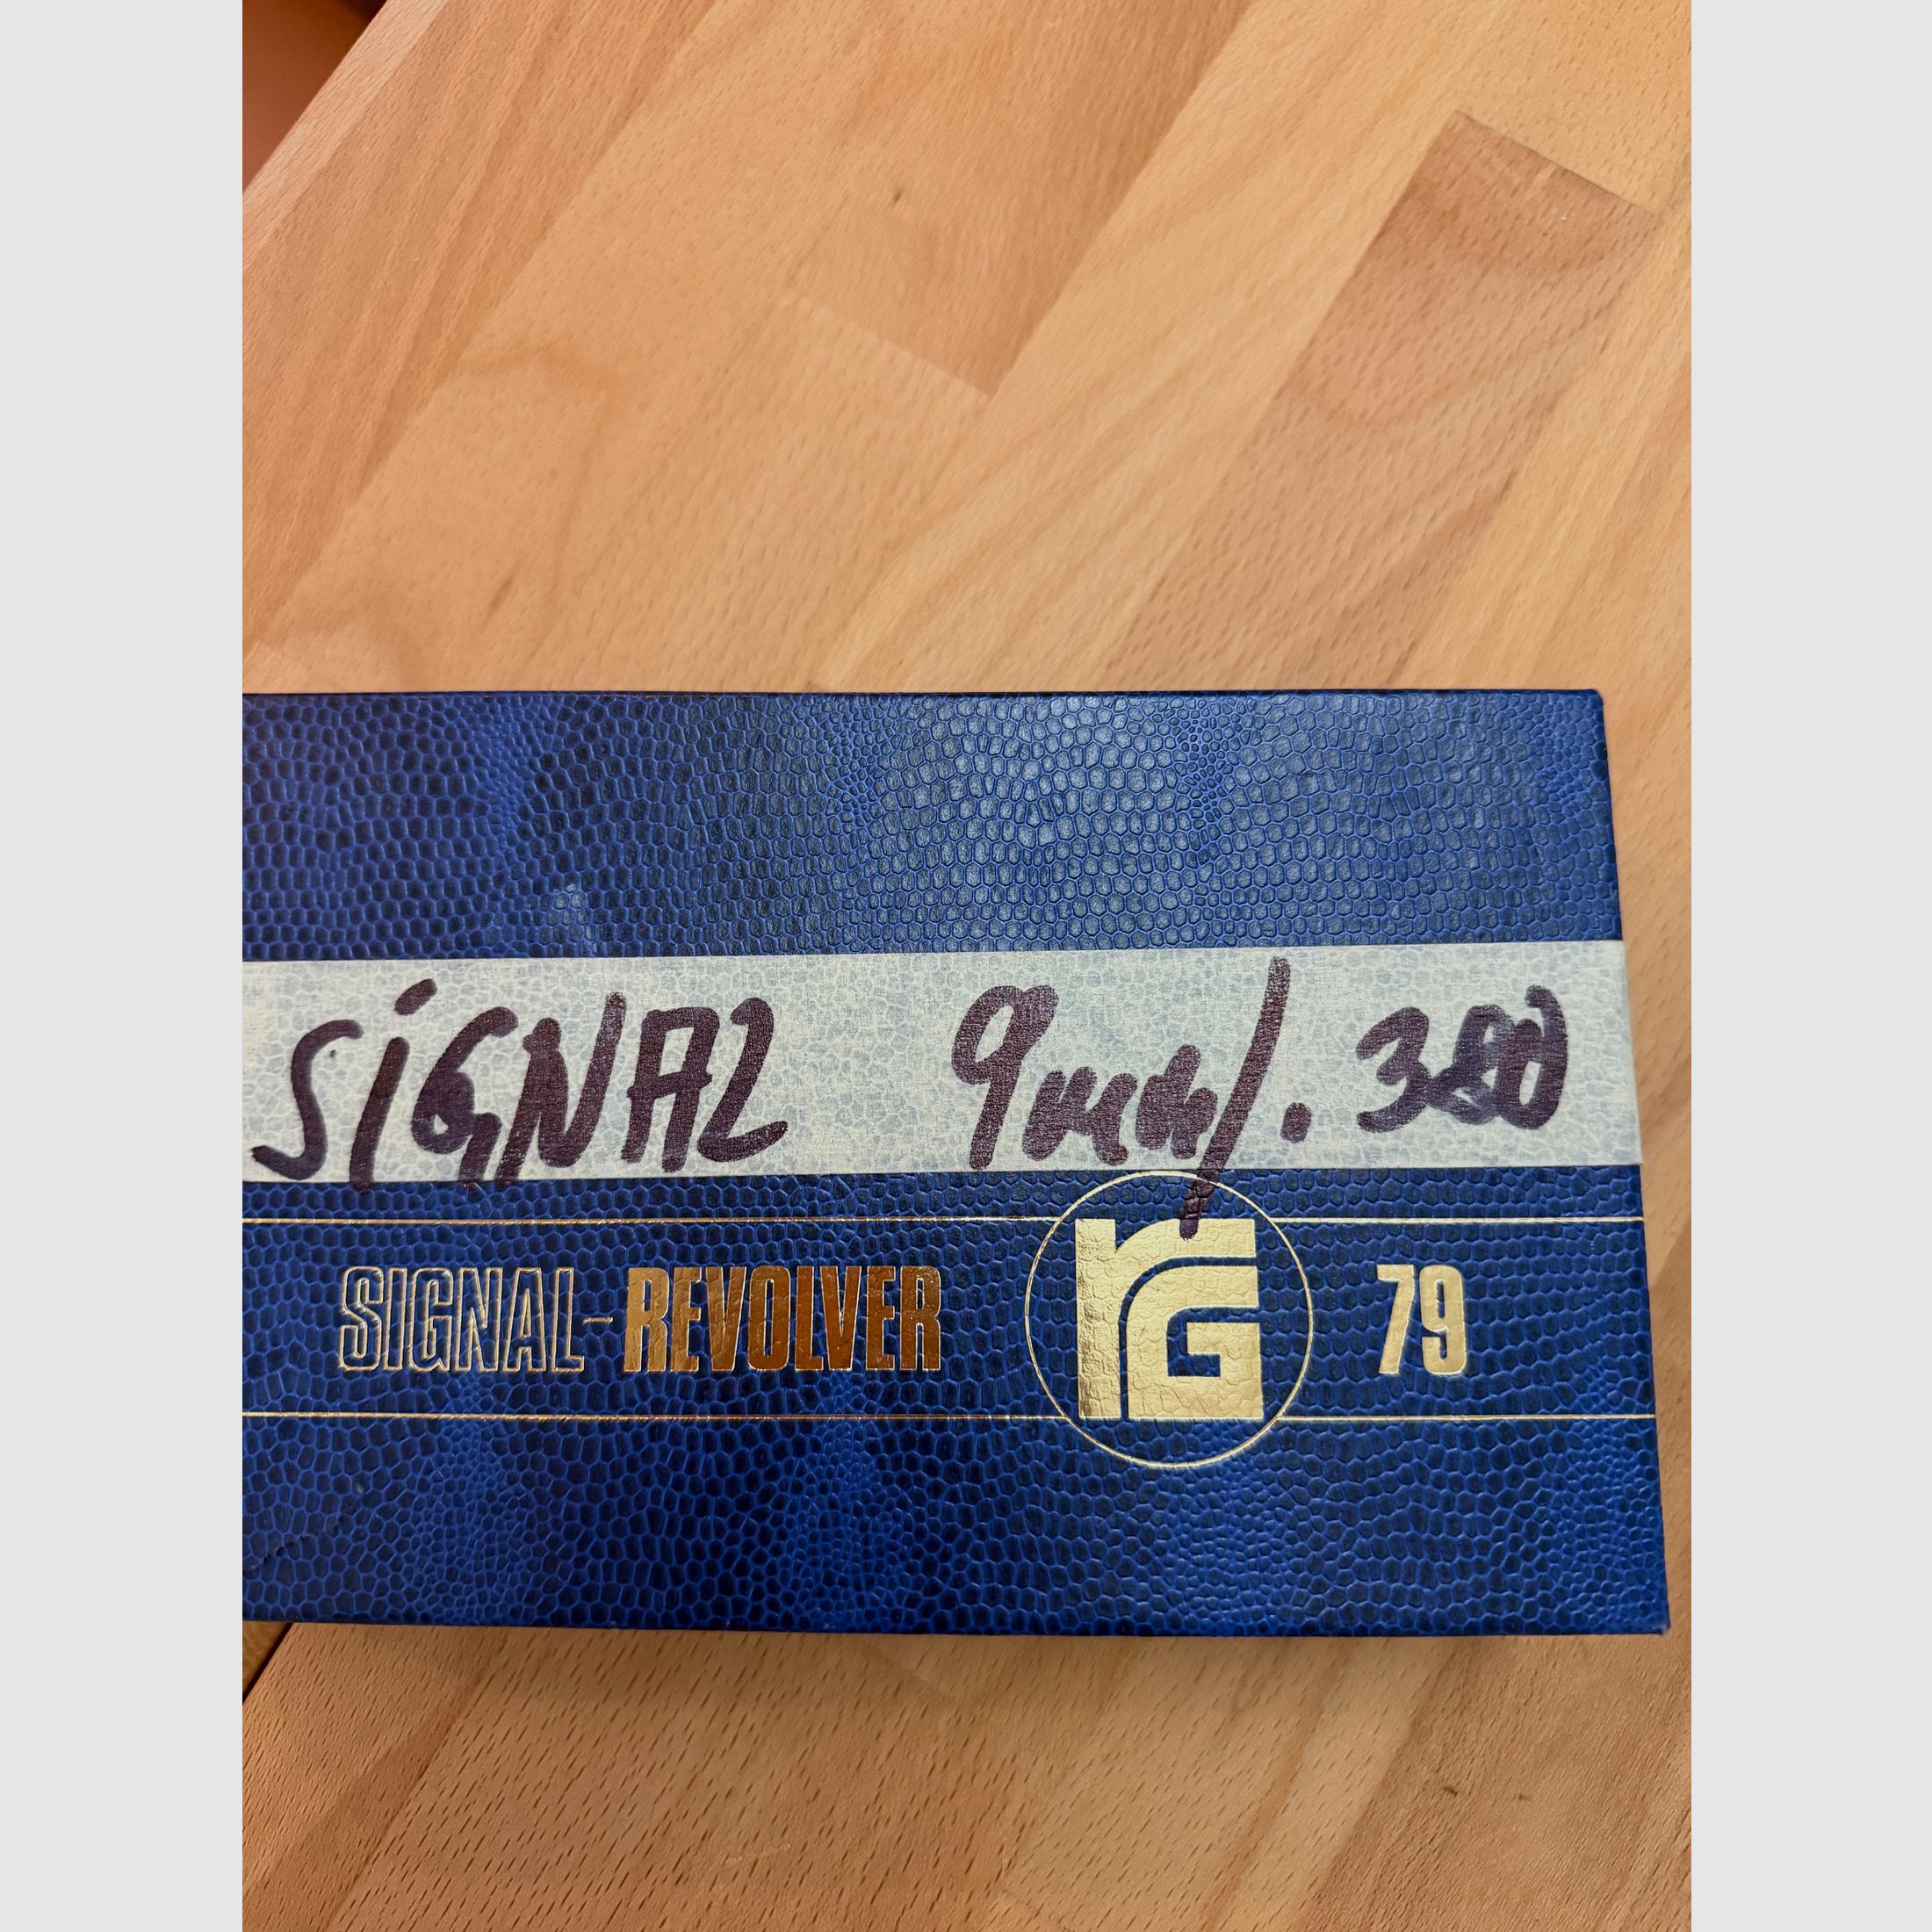 SiGNAL 9mm/.380
SIGNAL-REVOLVER rG 79